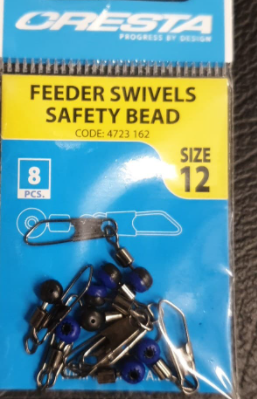 CRESTA
PROGRESS BY DESIGN
FEEDER SWIVELS
SAFETY BEAD
CODE: 4723 162
SIZE
12
8
PCS.